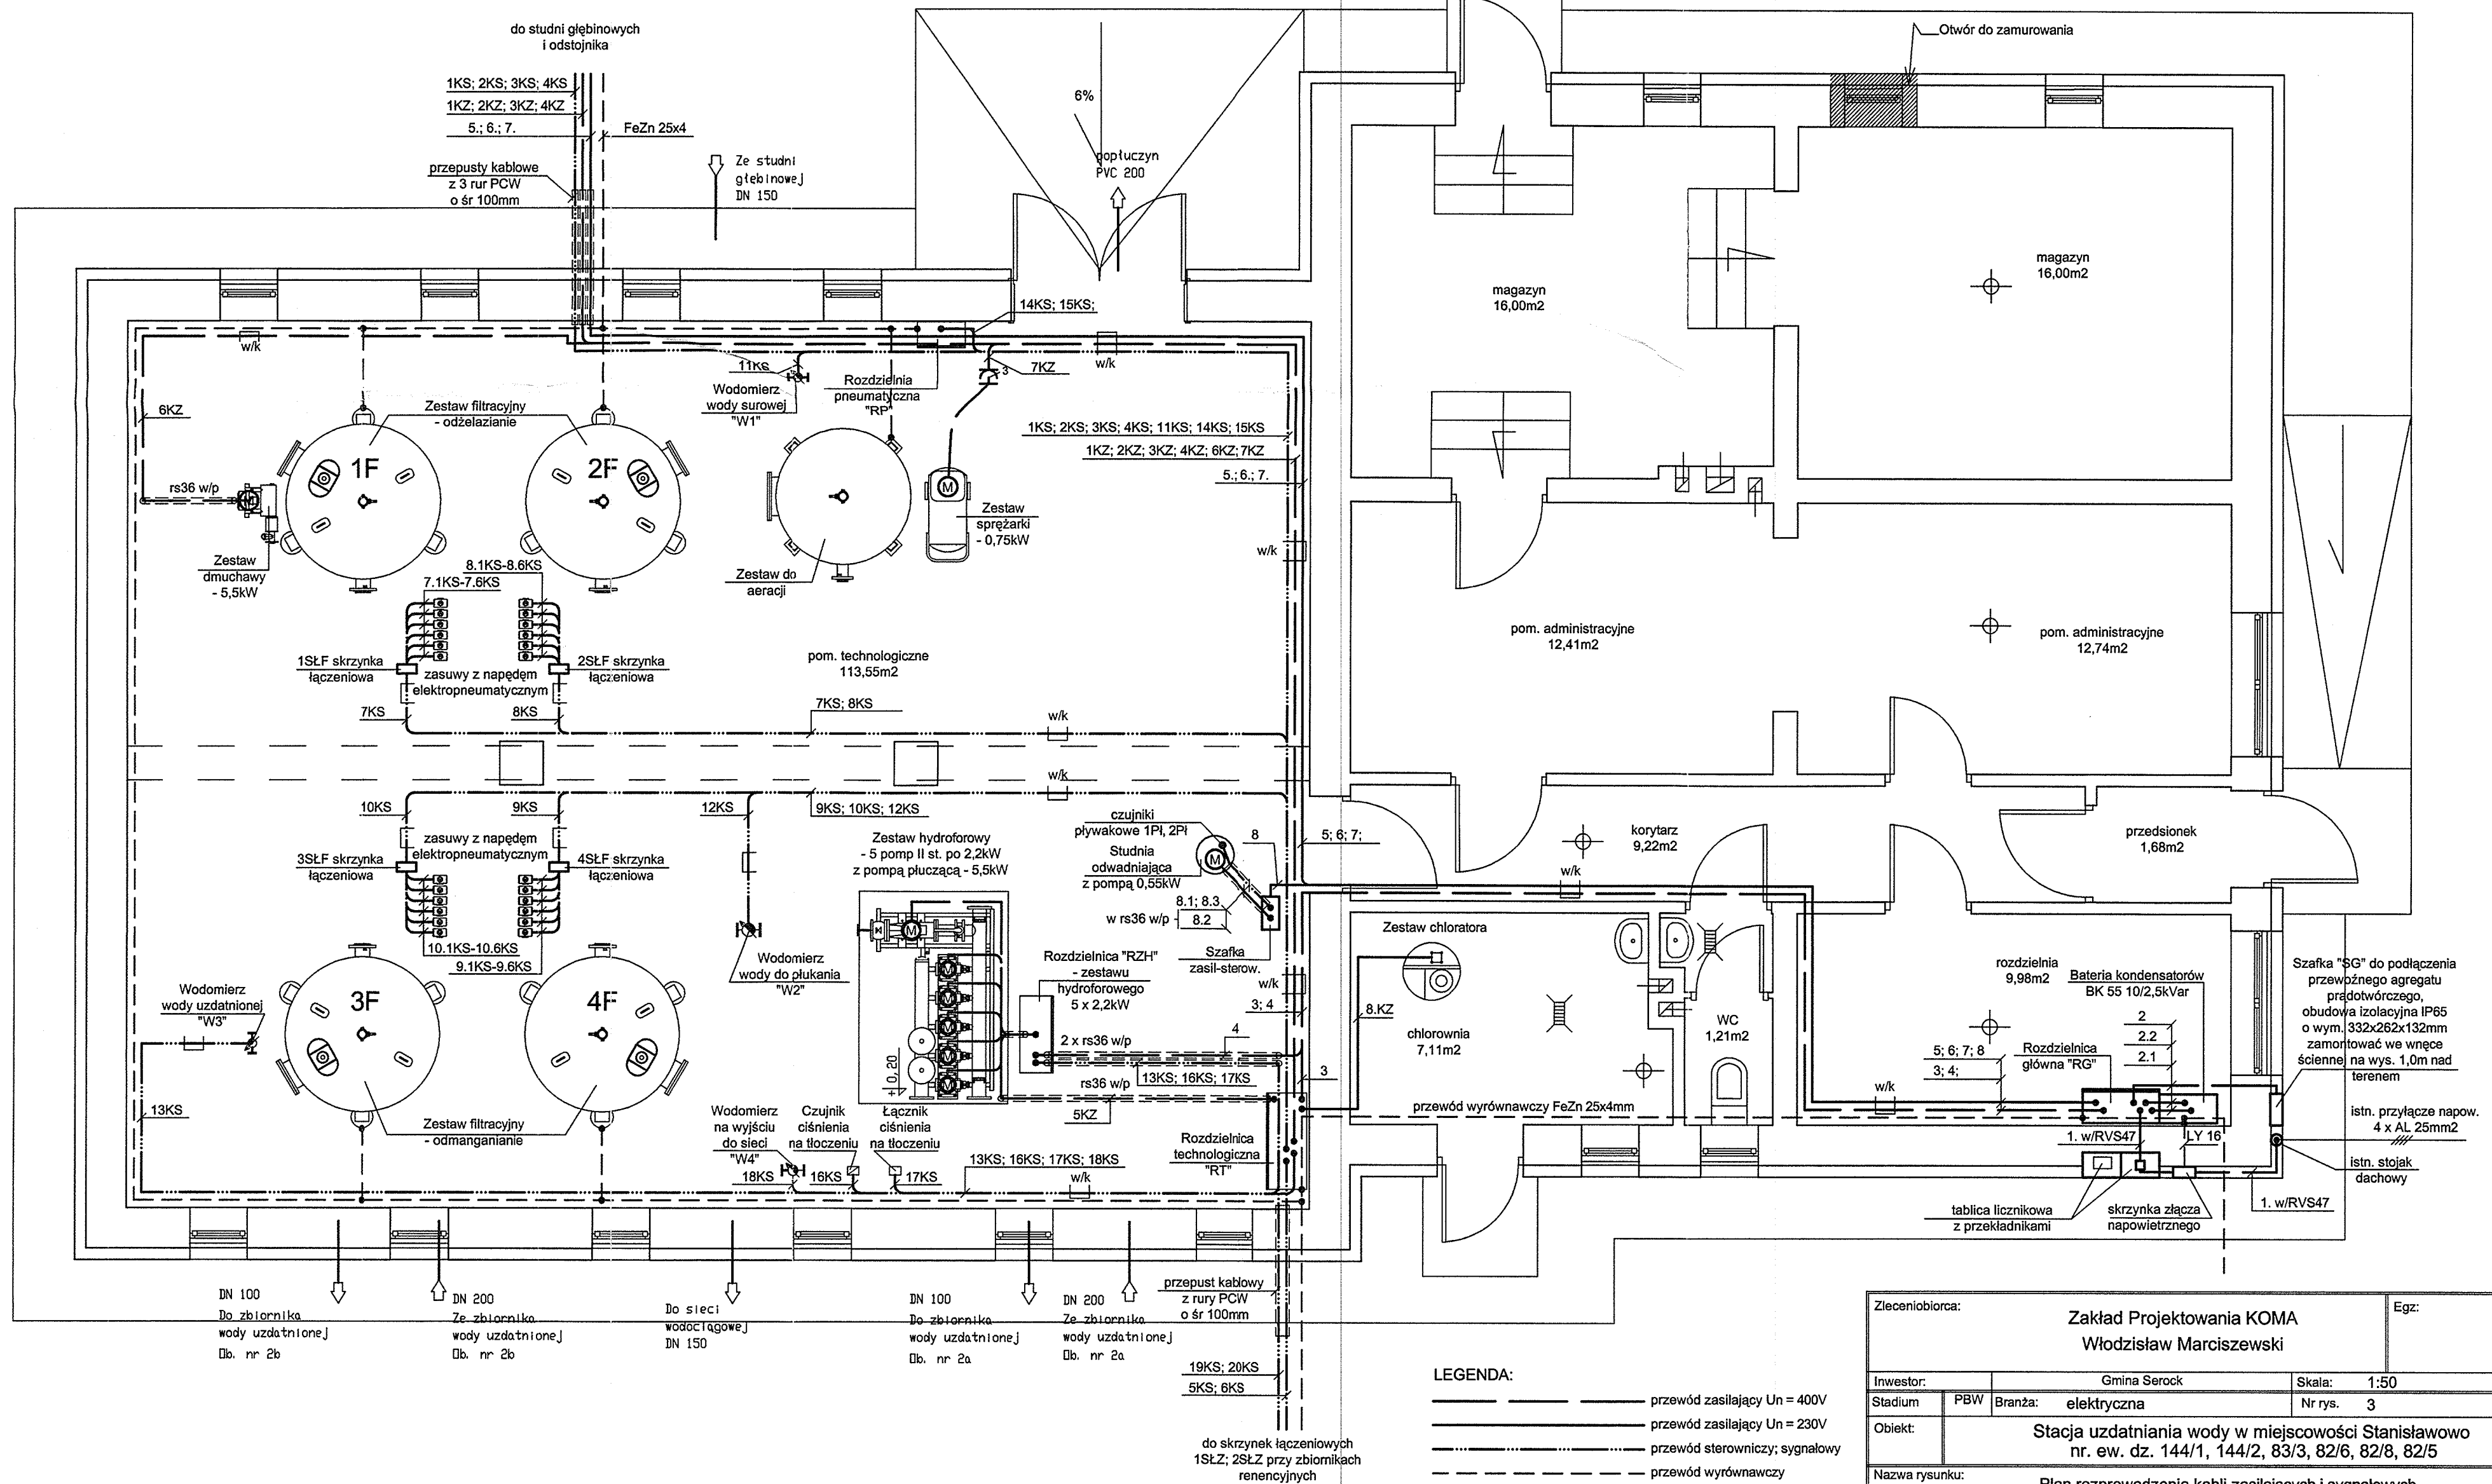 do studni głębinowych
i odstojnika
1KS; 2KS; 3KS; 4KS
1KZ; 2KZ; 3KZ; 4KZ
5.; 6.; 7.
FeZn 25x4
przepusty kablowe
z 3 rur PCW
o śr 100mm
Ze studni
głębinowej
DN 150
6%
popłuczyn
PVC 200
Otwór do zamurowania
magazyn
16,00m2
magazyn
16,00m2
14KS; 15KS;
w/k
11KS
Wodomierz
wody surowej
"W1"
Rozdzielnia
pneumatyczna
"RP"
3
7KZ
w/k
6KZ
Zestaw filtracyjny
- odżelazianie
1F
2F
rs36 w/p
M
M
Zestaw
dmuchawy
- 5,5kW
Zestaw
sprężarki
- 0,75kW
Zestaw do
aeracji
1KS; 2KS; 3KS; 4KS; 11KS; 14KS; 15KS
1KZ; 2KZ; 3KZ; 4KZ; 6KZ; 7KZ
5.; 6.; 7.
w/k
8.1KS-8.6KS
7.1KS-7.6KS
1SŁF skrzynka
łączeniowa
zasuwy z napędem
elektropneumatycznym
2SŁF skrzynka
łączeniowa
pom. technologiczne
113,55m2
pom. administracyjne
12,41m2
pom. administracyjne
12,74m2
7KS
8KS
7KS; 8KS
w/k
w/k
10KS
9KS
12KS
9KS; 10KS; 12KS
zasuwy z napędem
elektropneumatycznym
3SŁF skrzynka
łączeniowa
4SŁF skrzynka
łączeniowa
10.1KS-10.6KS
9.1KS-9.6KS
Zestaw hydroforowy
- 5 pomp II st. po 2,2kW
z pompą płuczącą - 5,5kW
czujniki
pływakowe 1Pł, 2Pł
Studnia
odwadniająca
z pompą 0,55kW
M
8
5; 6; 7;
8.1; 8.3
w rs36 w/p
8.2
Szafka
zasil-sterow.
korytarz
9,22m2
przedsionek
1,68m2
w/k
Wodomierz
wody do płukania
"W2"
M
M
M
M
M
M
+ 0,20
Rozdzielnica "RZH"
- zestawu
hydroforowego
5 x 2,2kW
w/k
3; 4
2 x rs36 w/p
4
13KS; 16KS; 17KS
rs36 w/p
5KZ
3
Zestaw chloratora
8.KZ
chlorownia
7,11m2
WC
1,21m2
przewód wyrównawczy FeZn 25x4mm
rozdzielnia
9,98m2
Bateria kondensatorów
BK 55 10/2,5kVar
2
2.2
2.1
5; 6; 7; 8
3; 4;
Rozdzielnica
główna "RG"
w/k
Szafka "SG" do podłączenia
przewoźnego agregatu
prądotwórczego,
obudowa izolacyjna IP65
o wym. 332x262x132mm
zamontować we wnęce
ściennej na wys. 1,0m nad
terenem
istn. przyłącze napow.
4 x AL 25mm2
istn. stojak
dachowy
1. w/RVS47
LY 16
1. w/RVS47
tablica licznikowa
z przekładnikami
skrzynka złącza
napowietrznego
Wodomierz
wody uzdatnionej
"W3"
3F
4F
13KS
Zestaw filtracyjny
- odmanganianie
Wodomierz
na wyjściu
do sieci
"W4"
18KS
Czujnik
ciśnienia
na tłoczeniu
16KS
Łącznik
ciśnienia
na tłoczeniu
17KS
13KS; 16KS; 17KS; 18KS
w/k
Rozdzielnica
technologiczna
"RT"
DN 100
Do zbiornika
wody uzdatnionej
Ob. nr 2b
DN 200
Ze zbiornika
wody uzdatnionej
Ob. nr 2b
Do sieci
wodociągowej
DN 150
DN 100
Do zbiornika
wody uzdatnionej
Ob. nr 2a
DN 200
Ze zbiornika
wody uzdatnionej
Ob. nr 2a
przepust kablowy
z rury PCW
o śr 100mm
19KS; 20KS
5KS; 6KS
do skrzynek łączeniowych
1SŁZ; 2SŁZ przy zbiornikach
renencyjnych
LEGENDA:
przewód zasilający Un = 400V
przewód zasilający Un = 230V
przewód sterowniczy; sygnałowy
przewód wyrównawczy
Zleceniobiorca:
Zakład Projektowania KOMA
Włodzisław Marciszewski
Egz:
Inwestor:
Gmina Serock
Skala: 1:50
Stadium
PBW
Branża: elektryczna
Nr rys. 3
Obiekt:
Stacja uzdatniania wody w miejscowości Stanisławowo
nr. ew. dz. 144/1, 144/2, 83/3, 82/6, 82/8, 82/5
Nazwa rysunku:
Plan rozprowadzenia kabli zasilających i sygnałowych